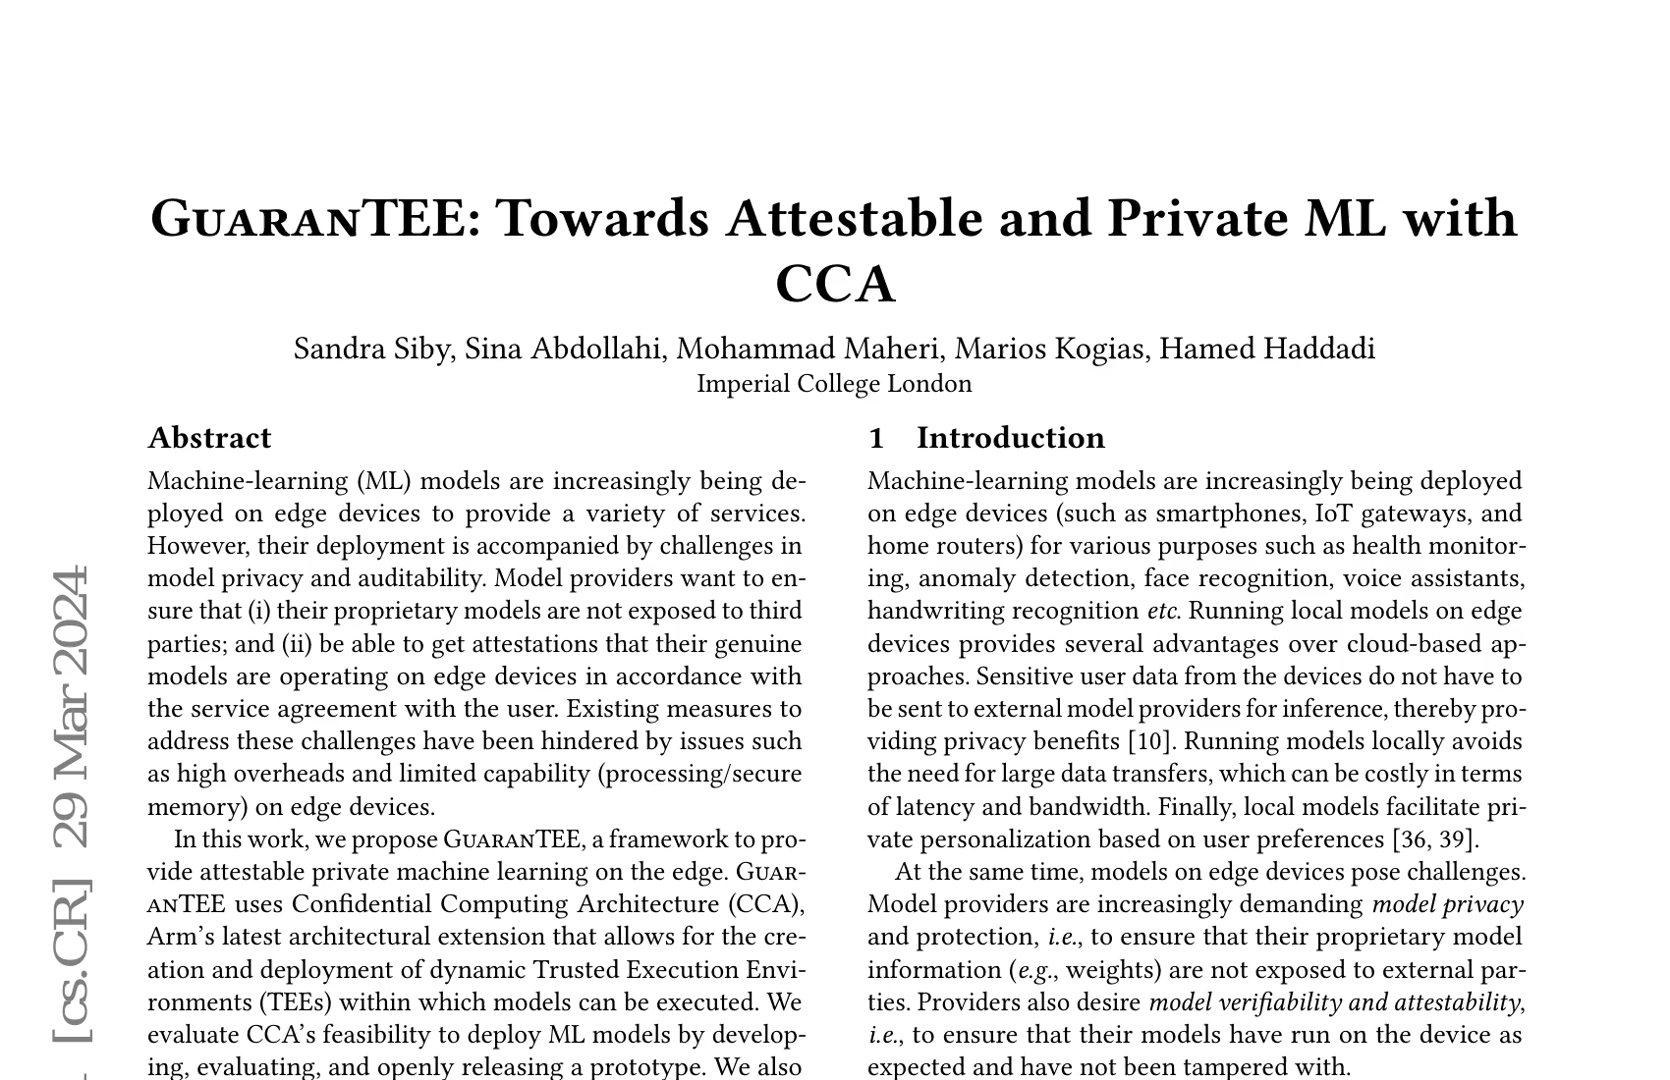 GuaranTEE: Towards Attestable and Private ML with
CCA
Sandra Siby, Sina Abdollahi, Mohammad Maheri, Marios Kogias, Hamed Haddadi
Imperial College London
Abstract
Machine-learning (ML) models are increasingly being de-
ployed on edge devices to provide a variety of services.
However, their deployment is accompanied by challenges in
model privacy and auditability. Model providers want to en-
sure that (i) their proprietary models are not exposed to third
parties; and (ii) be able to get attestations that their genuine
models are operating on edge devices in accordance with
the service agreement with the user. Existing measures to
address these challenges have been hindered by issues such
as high overheads and limited capability (processing/secure
memory) on edge devices.
In this work, we propose GuaranTEE, a framework to pro-
vide attestable private machine learning on the edge. Guar-
anTEE uses Confidential Computing Architecture (CCA),
Arm's latest architectural extension that allows for the cre-
ation and deployment of dynamic Trusted Execution Envi-
ronments (TEEs) within which models can be executed. We
evaluate CCA's feasibility to deploy ML models by develop-
ing, evaluating, and openly releasing a prototype. We also
1 Introduction
Machine-learning models are increasingly being deployed
on edge devices (such as smartphones, IoT gateways, and
home routers) for various purposes such as health monitor-
ing, anomaly detection, face recognition, voice assistants,
handwriting recognition etc. Running local models on edge
devices provides several advantages over cloud-based ap-
proaches. Sensitive user data from the devices do not have to
be sent to external model providers for inference, thereby pro-
viding privacy benefits [10]. Running models locally avoids
the need for large data transfers, which can be costly in terms
of latency and bandwidth. Finally, local models facilitate pri-
vate personalization based on user preferences [36, 39].
At the same time, models on edge devices pose challenges.
Model providers are increasingly demanding model privacy
and protection, i.e., to ensure that their proprietary model
information (e.g., weights) are not exposed to external par-
ties. Providers also desire model verifiability and attestability,
i.e., to ensure that their models have run on the device as
expected and have not been tampered with.
[cs.CR] 29 Mar 2024